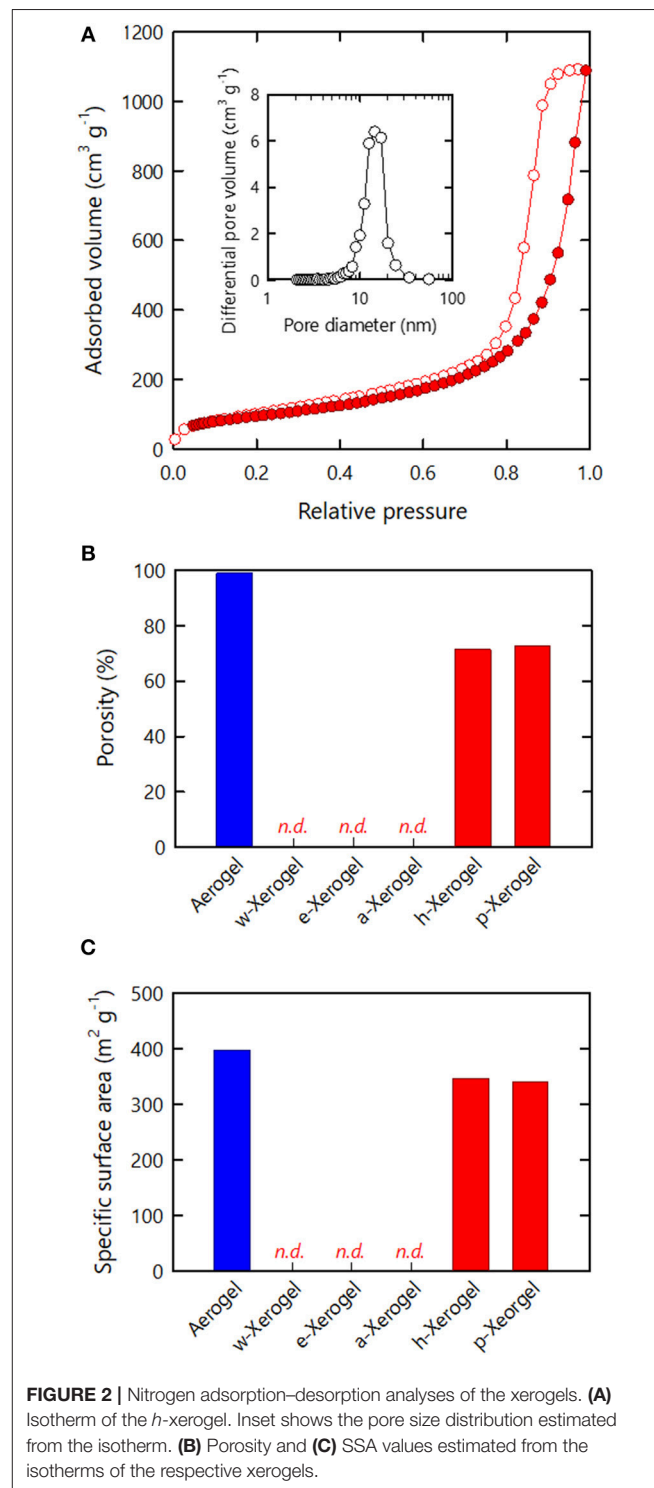 A
1200
1000
800
600
400
200
0
Adsorbed volume (cm³ g⁻¹)
0.0 0.2 0.4 0.6 0.8 1.0
Relative pressure
8
6
4
2
0
Differential pore volume (cm³ g⁻¹)
1 10 100
Pore diameter (nm)
B
100
80
60
40
20
0
Porosity (%)
n.d. n.d. n.d.
Aerogel w-Xerogel e-Xerogel a-Xerogel h-Xerogel p-Xerogel
C
500
400
300
200
100
0
Specific surface area (m² g⁻¹)
n.d. n.d. n.d.
Aerogel w-Xerogel e-Xerogel a-Xerogel h-Xerogel p-Xeorgel
FIGURE 2 | Nitrogen adsorption–desorption analyses of the xerogels. (A)
Isotherm of the h-xerogel. Inset shows the pore size distribution estimated
from the isotherm. (B) Porosity and (C) SSA values estimated from the
isotherms of the respective xerogels.